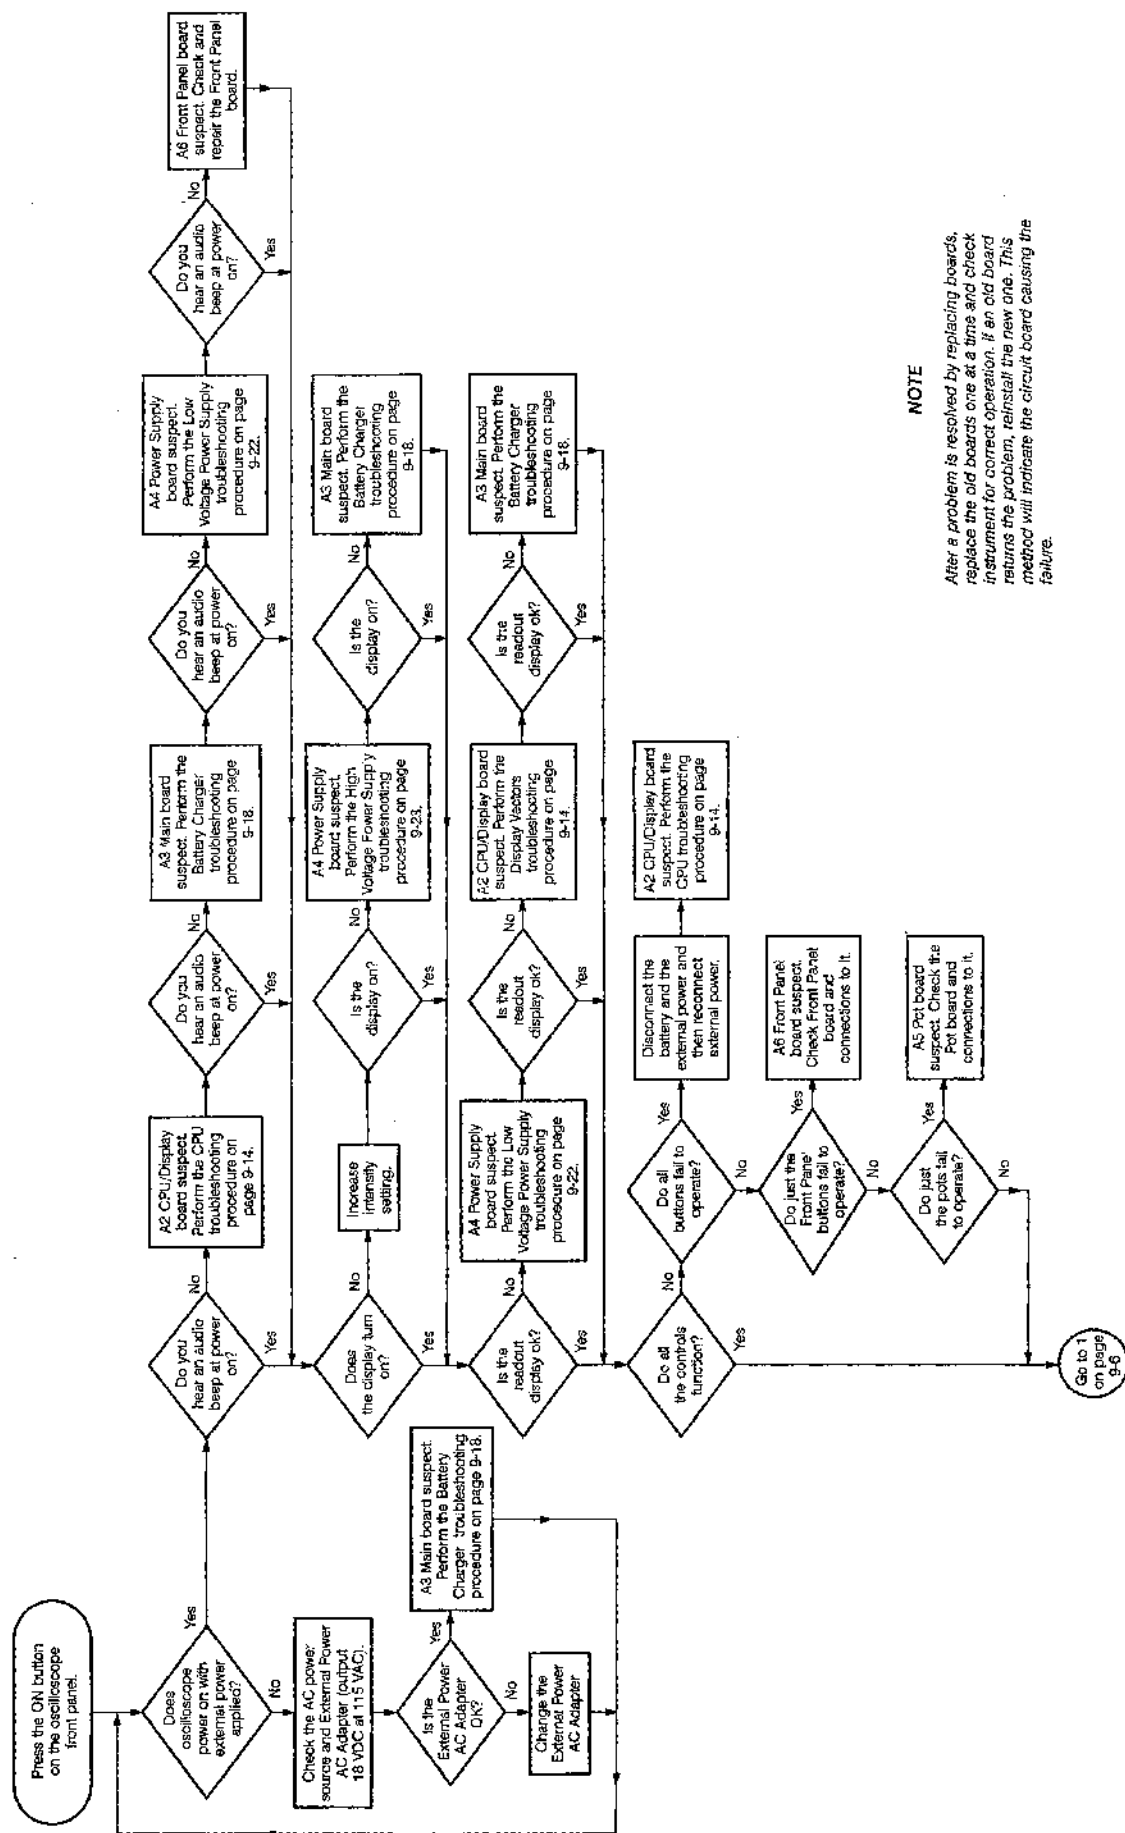 Press the ON button
on the oscilloscope
front panel.
Does
oscilloscope
power on with
external power
applied?
Yes
No
Check the AC power
source and External Power
AC Adapter (output
18 VDC at 115 VAC).
Is the
External Power
AC Adapter
OK?
Yes
No
A3 Main board suspect.
Perform the Battery
Charger troubleshooting
procedure on page 9-18.
Change the
External Power
AC Adapter
Do you
hear an audio
beep at power
on?
No
Yes
A2 CPU/Display
board suspect.
Perform the CPU
troubleshooting
procedure on
page 9-14.
Do you
hear an audio
beep at power
on?
No
Yes
A3 Main board
suspect. Perform the
Battery Charger
troubleshooting
procedure on page
9-18.
Do you
hear an audio
beep at power
on?
No
Yes
A4 Power Supply
board suspect.
Perform the Low
Voltage Power Supply
troubleshooting
procedure on page
9-22.
Do you
hear an audio
beep at power
on?
No
Yes
A6 Front Panel board
suspect. Check and
repair the Front Panel
board.
Does
the display turn
on?
No
Yes
Increase
intensity
setting.
Is the
display on?
No
Yes
A4 Power Supply
board suspect.
Perform the High
Voltage Power Supply
troubleshooting
procedure on page
9-23.
Is the
display on?
No
Yes
A3 Main board
suspect. Perform the
Battery Charger
troubleshooting
procedure on page
9-18.
Is the
readout
display ok?
No
Yes
A4 Power Supply
board suspect.
Perform the Low
Voltage Power Supply
troubleshooting
procedure on page
9-22.
Is the
readout
display ok?
No
Yes
A2 CPU/Display board
suspect. Perform the
Display Vectors
troubleshooting
procedure on page
9-14.
Is the
readout
display ok?
No
Yes
A3 Main board
suspect. Perform the
Battery Charger
troubleshooting
procedure on page
9-18.
Do all
the controls
function?
No
Yes
Do all
buttons fail to
operate?
Yes
No
Disconnect the
battery and the
external power and
then reconnect
external power.
A2 CPU/Display board
suspect. Perform the
CPU troubleshooting
procedure on page
9-14.
Do just the
Front Panel
buttons fail to
operate?
Yes
No
A6 Front Panel
board suspect.
Check Front Panel
board and
connections to it.
Do just
the pots fail
to operate?
Yes
No
A5 Pot board
suspect. Check the
Pot board and
connections to it.
Go to 1
on page
9-6
NOTE
After a problem is resolved by replacing boards,
replace the old boards one at a time and check
instrument for correct operation. If an old board
returns the problem, reinstall the new one. This
method will indicate the circuit board causing the
failure.